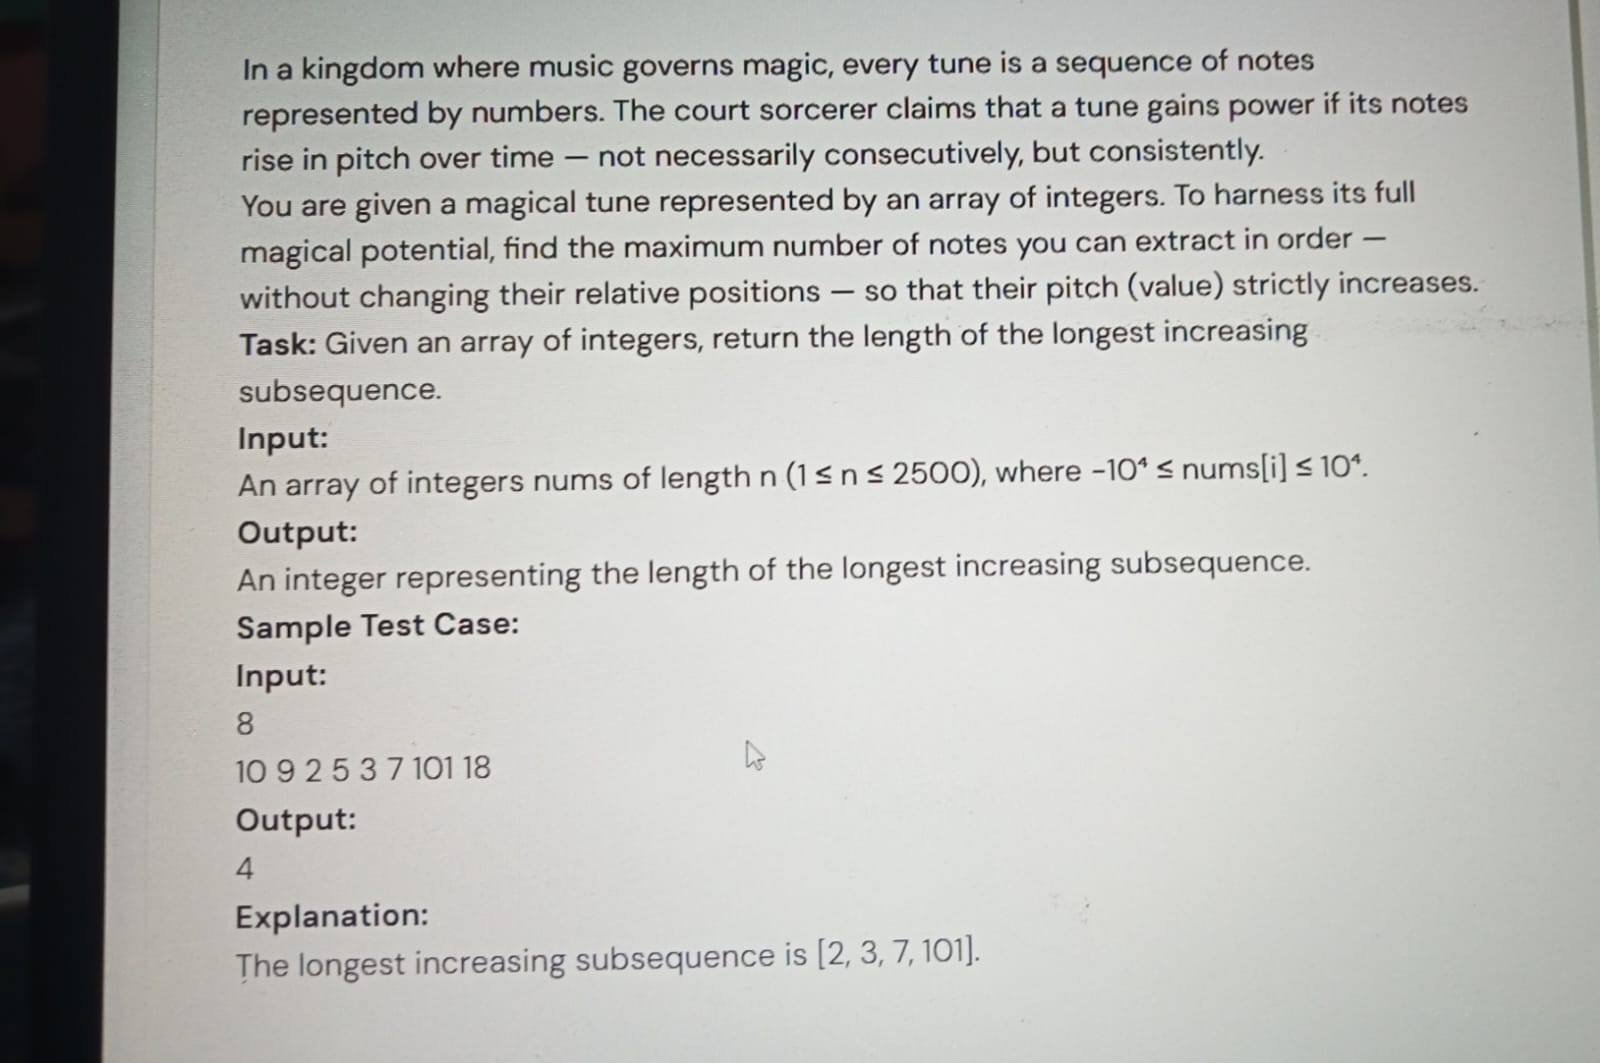 In a kingdom where music governs magic, every tune is a sequence of notes
represented by numbers. The court sorcerer claims that a tune gains power if its notes
rise in pitch over time — not necessarily consecutively, but consistently.
You are given a magical tune represented by an array of integers. To harness its full
magical potential, find the maximum number of notes you can extract in order —
without changing their relative positions — so that their pitch (value) strictly increases.
Task: Given an array of integers, return the length of the longest increasing
subsequence.
Input:
An array of integers nums of length n (1 ≤ n ≤ 2500), where -10⁴ ≤ nums[i] ≤ 10⁴.
Output:
An integer representing the length of the longest increasing subsequence.
Sample Test Case:
Input:
8
10 9 2 5 3 7 101 18
Output:
4
Explanation:
The longest increasing subsequence is [2, 3, 7, 101].